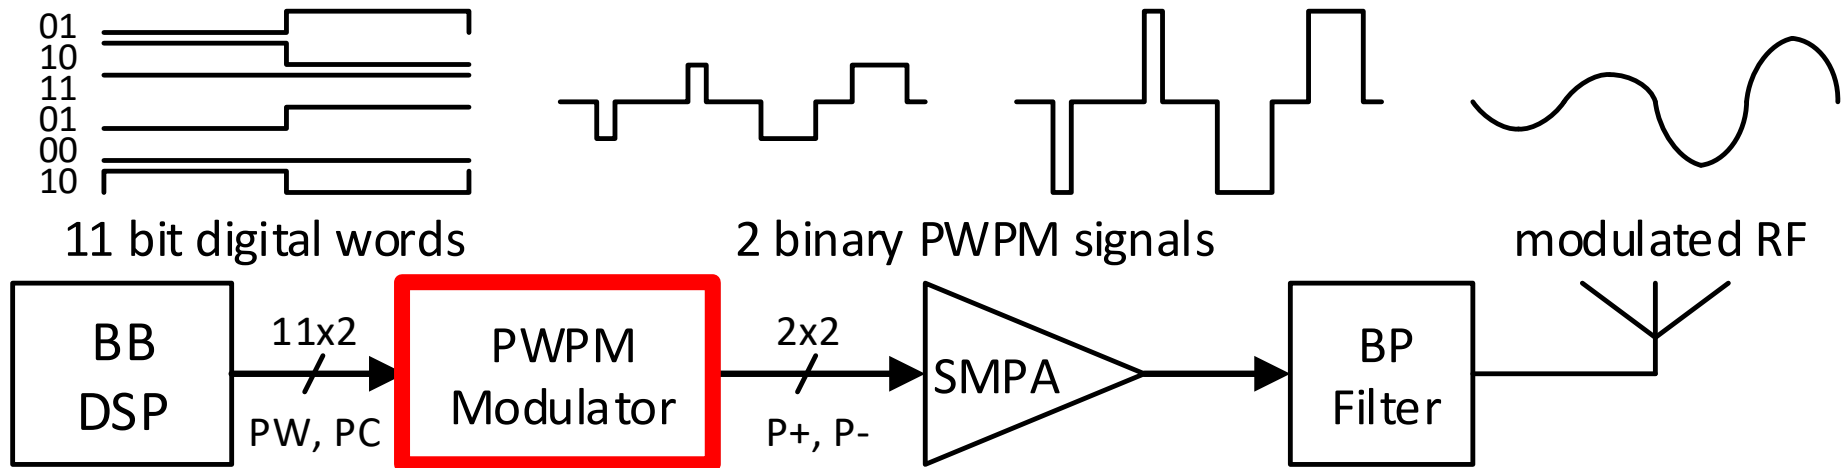 01
10
11
01
00
10
11 bit digital words
2 binary PWPM signals
modulated RF
BB
DSP
11x2
PW, PC
PWPM
Modulator
2x2
P+, P-
SMPA
BP
Filter